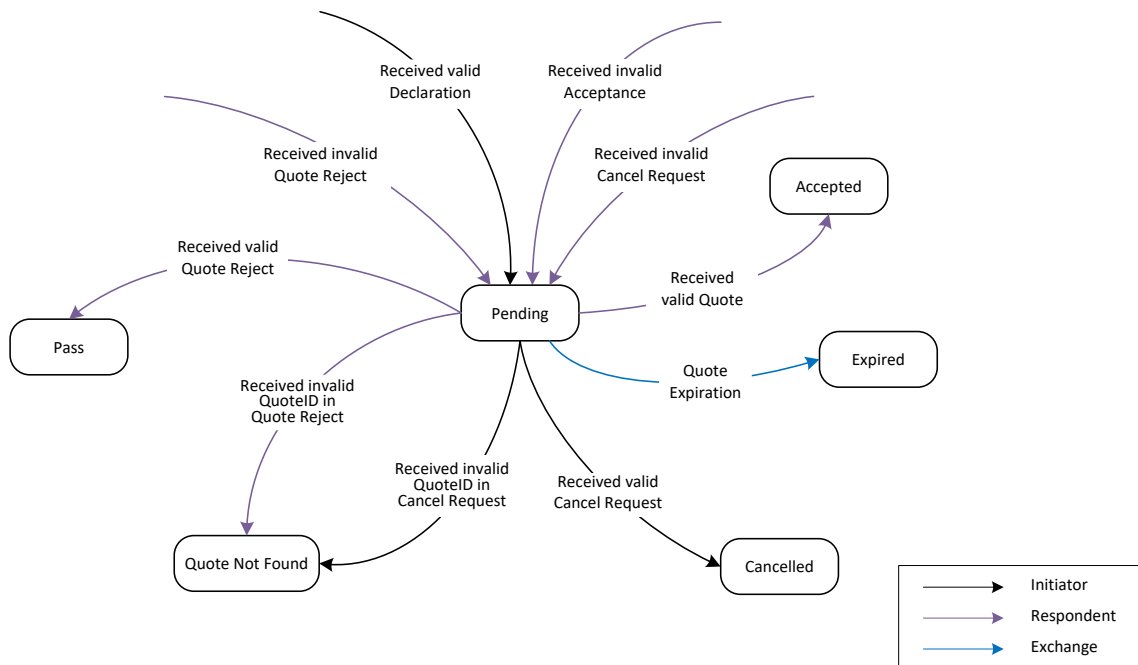 Received valid
Declaration
Received invalid
Acceptance
Received invalid
Quote Reject
Received invalid
Cancel Request
Accepted
Received valid
Quote Reject
Received
valid Quote
Pending
Pass
Expired
Quote
Expiration
Received invalid
QuoteID in
Quote Reject
Received invalid
QuoteID in
Cancel Request
Received valid
Cancel Request
Quote Not Found
Cancelled
Initiator
Respondent
Exchange